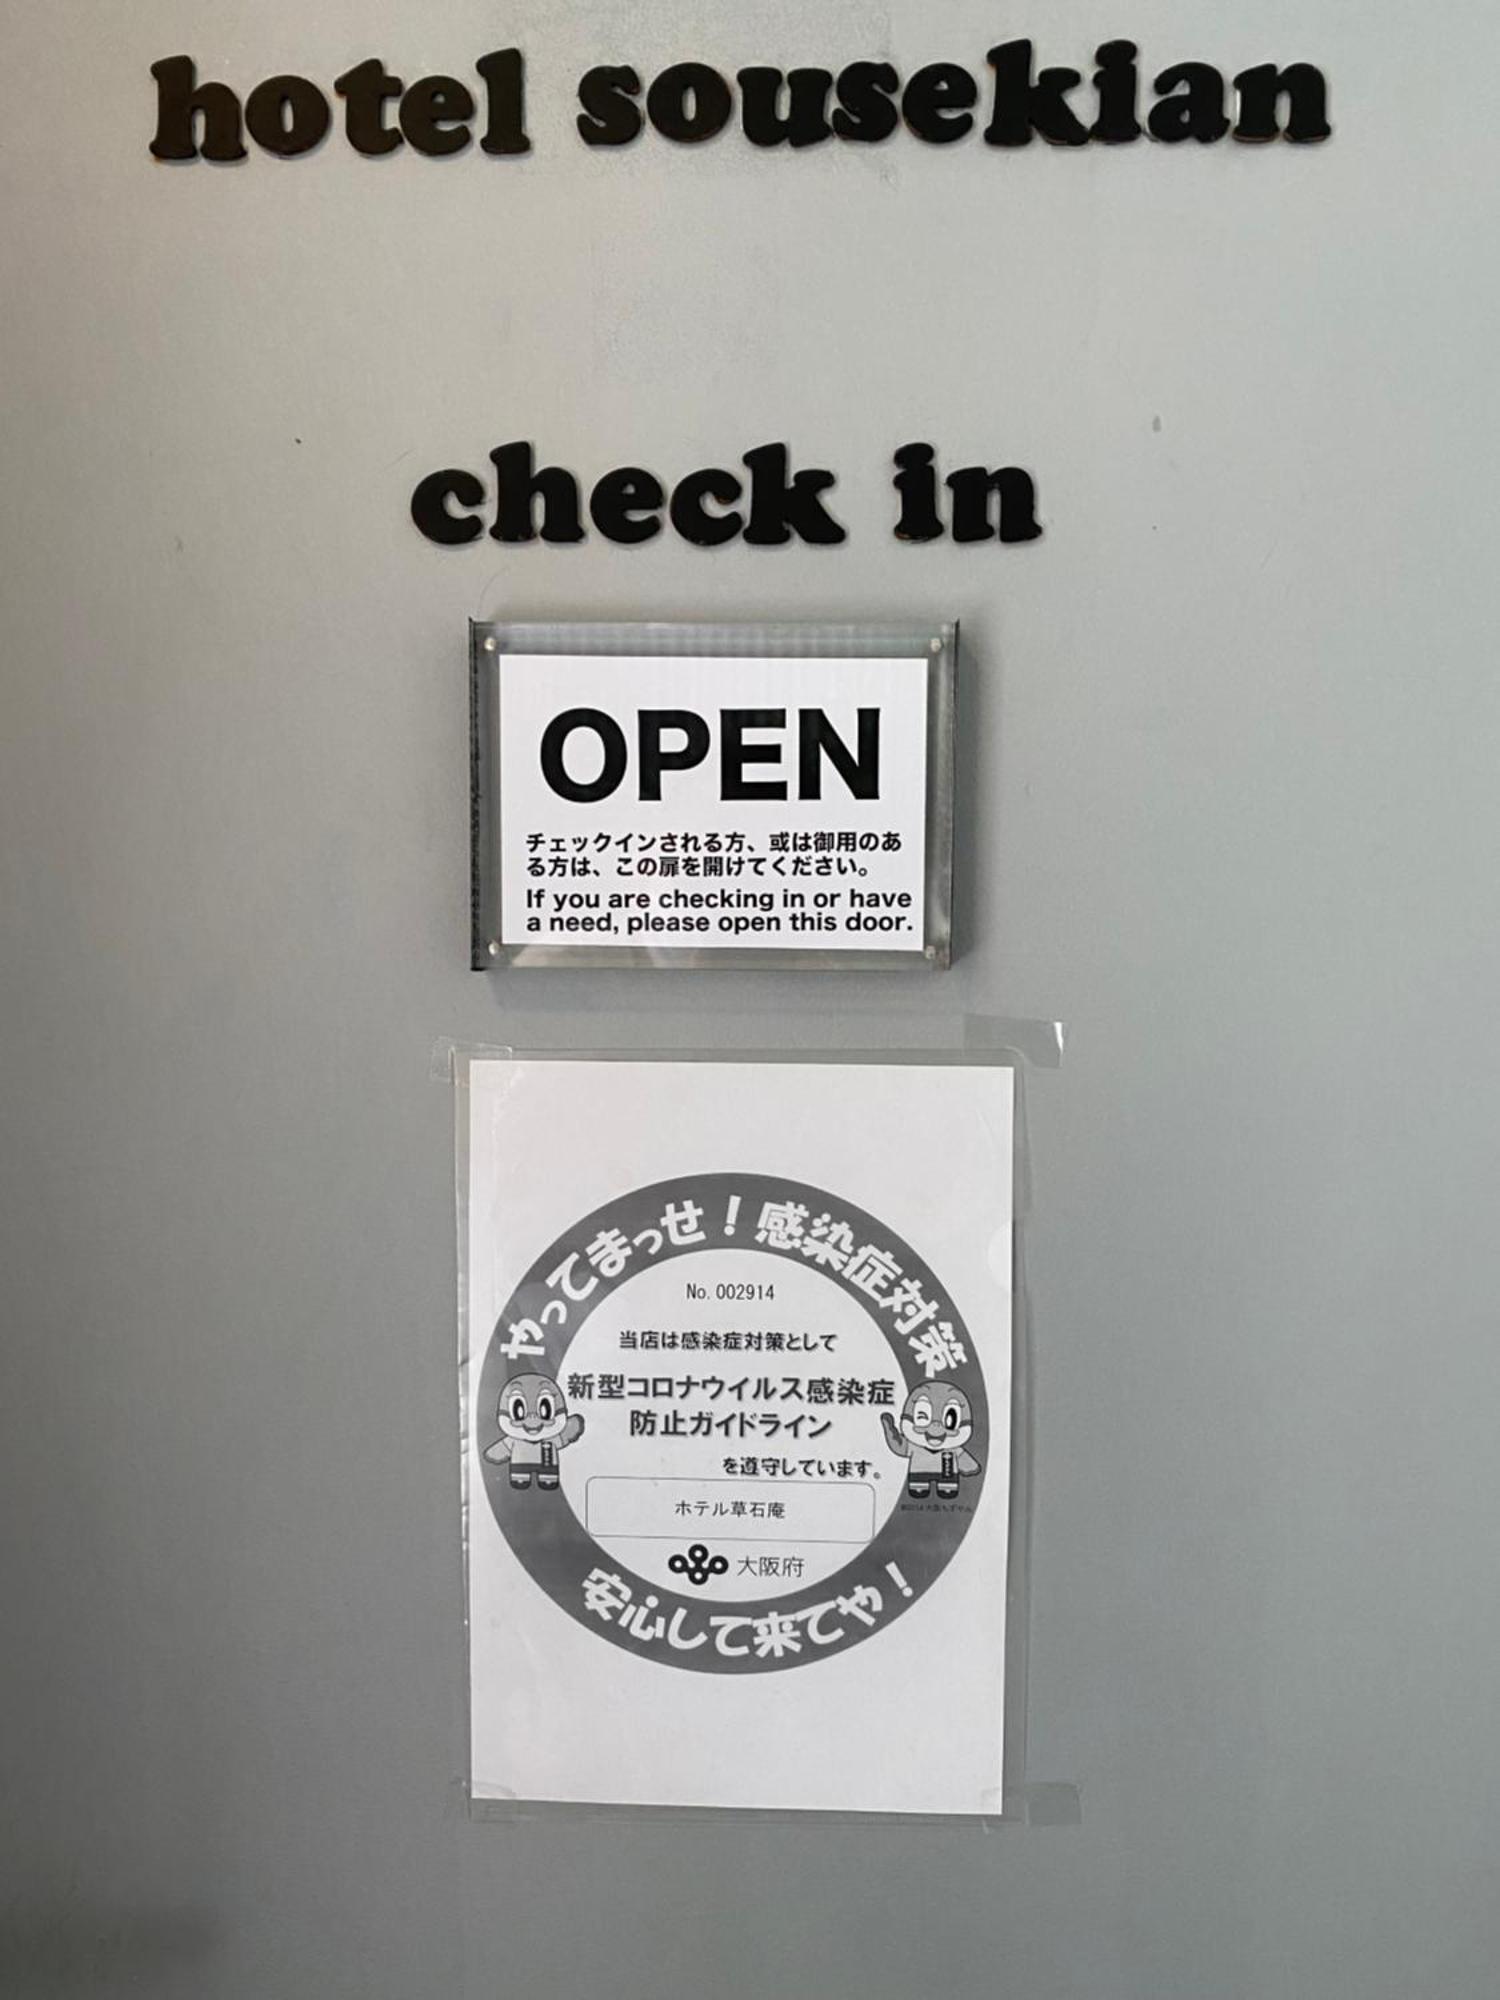 hotel sousekian
check in
OPEN
チェックインされる方、或は御用のあ
る方は、この扉を開けてください。
If you are checking in or have
a need, please open this door.
やってまっせ！感染症対策
No. 002914
当店は感染症対策として
新型コロナウイルス感染症
防止ガイドライン
を遵守しています。
ホテル草石庵
大阪府
安心して来てや！